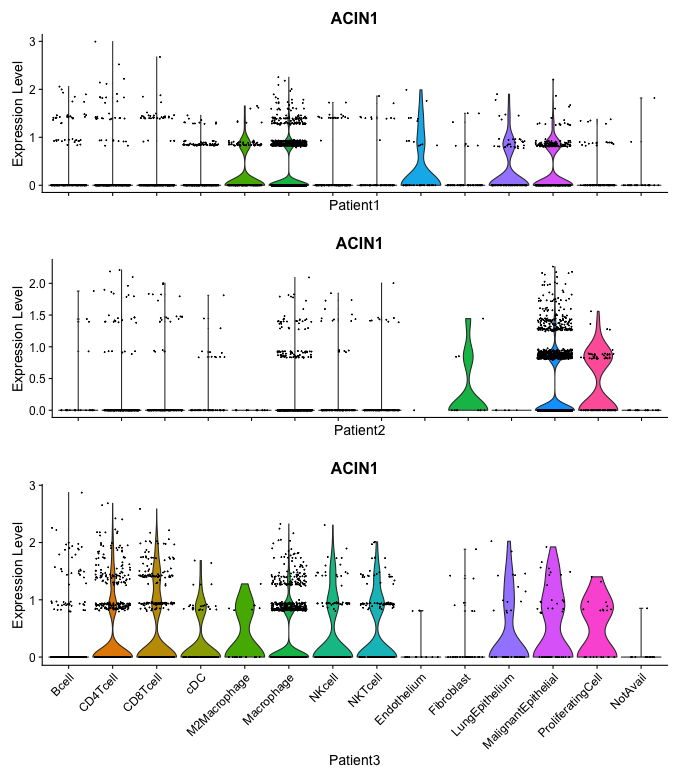 ACIN1
Expression Level
3
2
1
0
Patient1
ACIN1
Expression Level
2.0
1.5
1.0
0.5
0.0
Patient2
ACIN1
Expression Level
3
2
1
0
Bcell
CD4Tcell
CD8Tcell
cDC
M2Macrophage
Macrophage
NKcell
NKTcell
Endothelium
Fibroblast
LungEpithelium
MalignantEpithelial
ProliferatingCell
NotAvail
Patient3